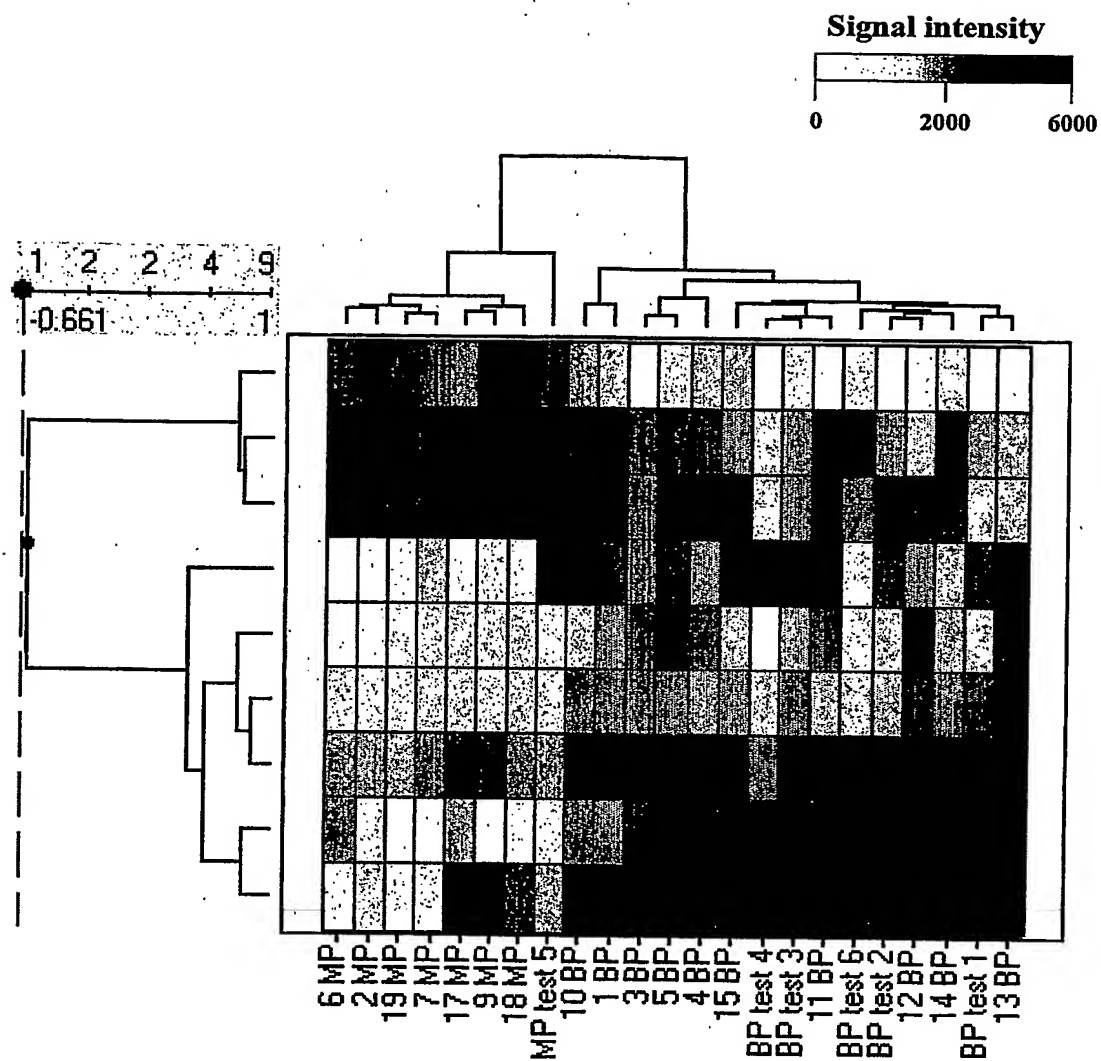 Signal intensity
0 2000 6000
1 2 2 4 9
-0.661 1
6 MP
2 MP
19 MP
7 MP
17 MP
9 MP
18 MP
MP test 5
10 BP
1 BP
3 BP
5 BP
4 BP
15 BP
BP test 4
BP test 3
11 BP
BP test 6
BP test 2
12 BP
14 BP
BP test 1
13 BP